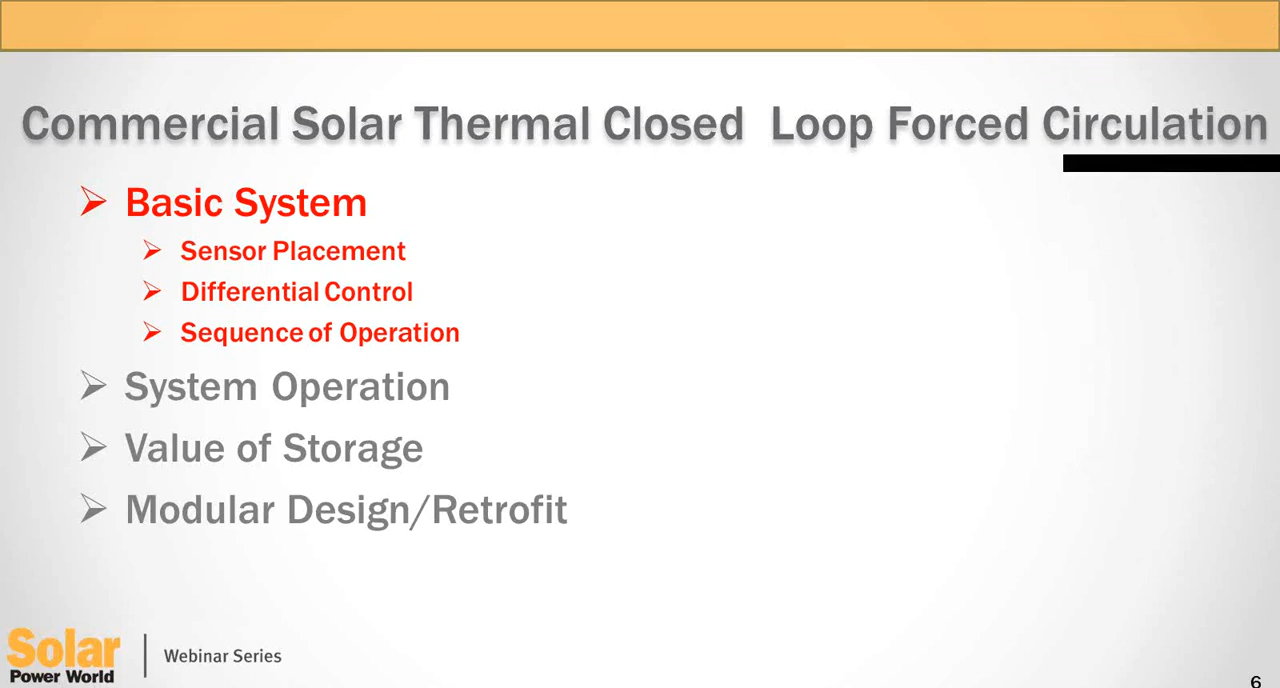 Commercial Solar Thermal Closed Loop Forced Circulation
Basic System
Sensor Placement
Differential Control
Sequence of Operation
System Operation
Value of Storage
Modular Design/Retrofit
Solar
Power World
Webinar Series
6